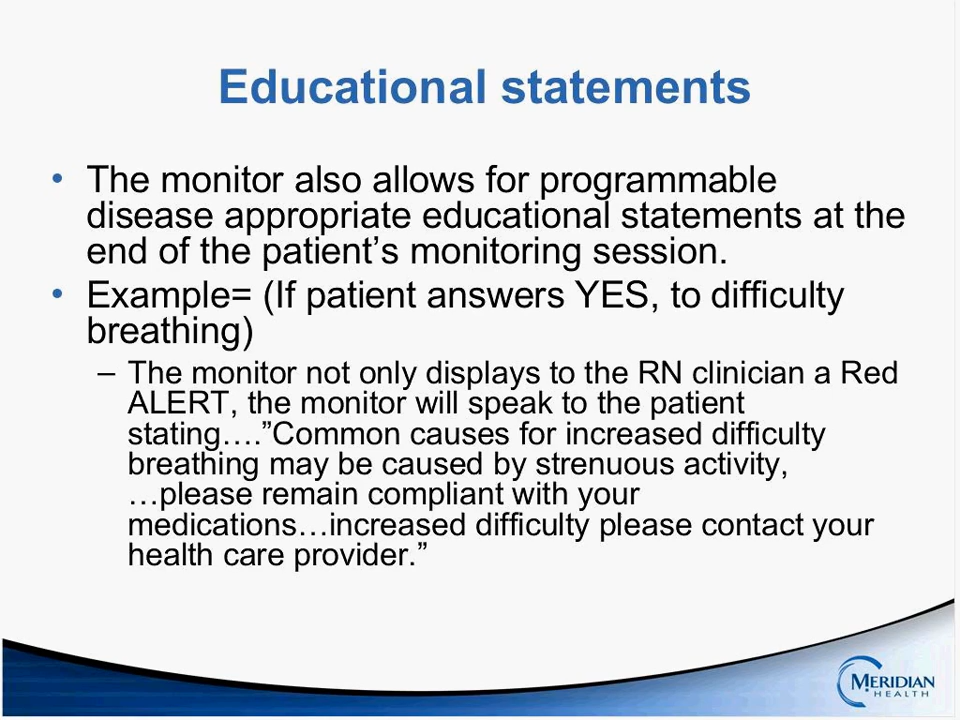 Educational statements
• The monitor also allows for programmable
disease appropriate educational statements at the
end of the patient’s monitoring session.
• Example= (If patient answers YES, to difficulty
breathing)
– The monitor not only displays to the RN clinician a Red
ALERT, the monitor will speak to the patient
stating….”Common causes for increased difficulty
breathing may be caused by strenuous activity,
…please remain compliant with your
medications…increased difficulty please contact your
health care provider.”
MERIDIAN
HEALTH